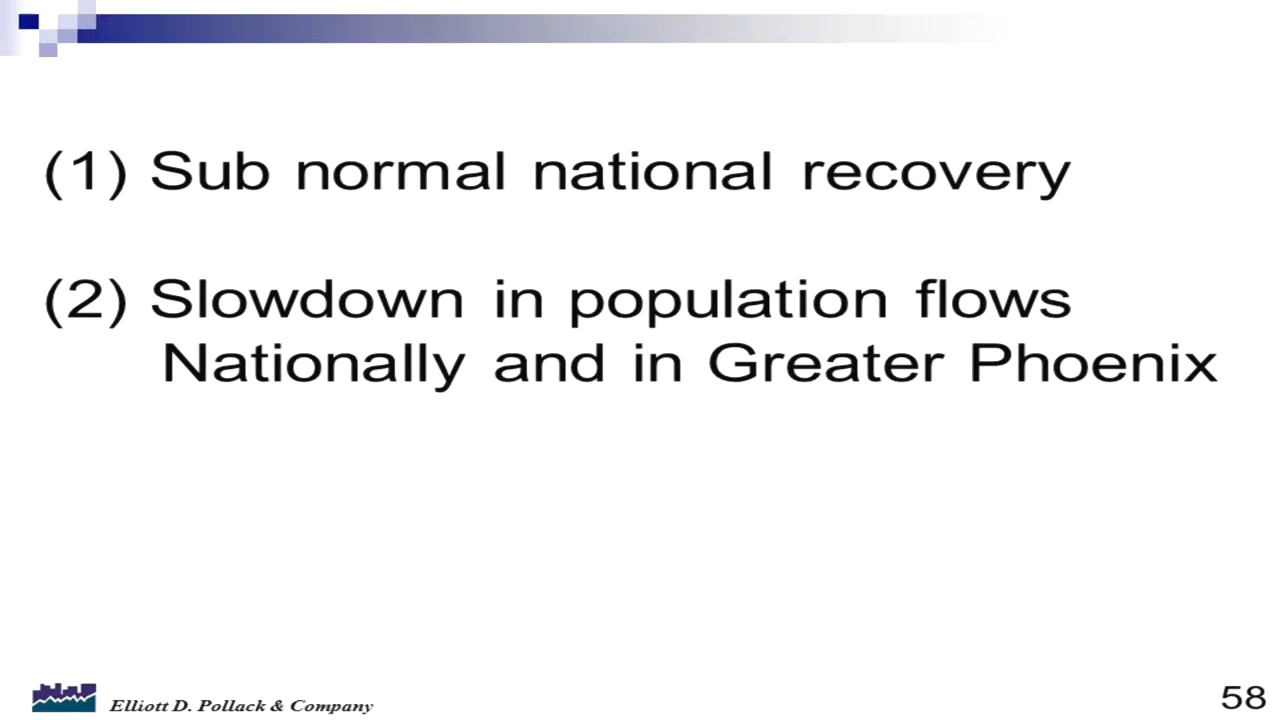 (1) Sub normal national recovery
(2) Slowdown in population flows
Nationally and in Greater Phoenix
Elliott D. Pollack & Company
58